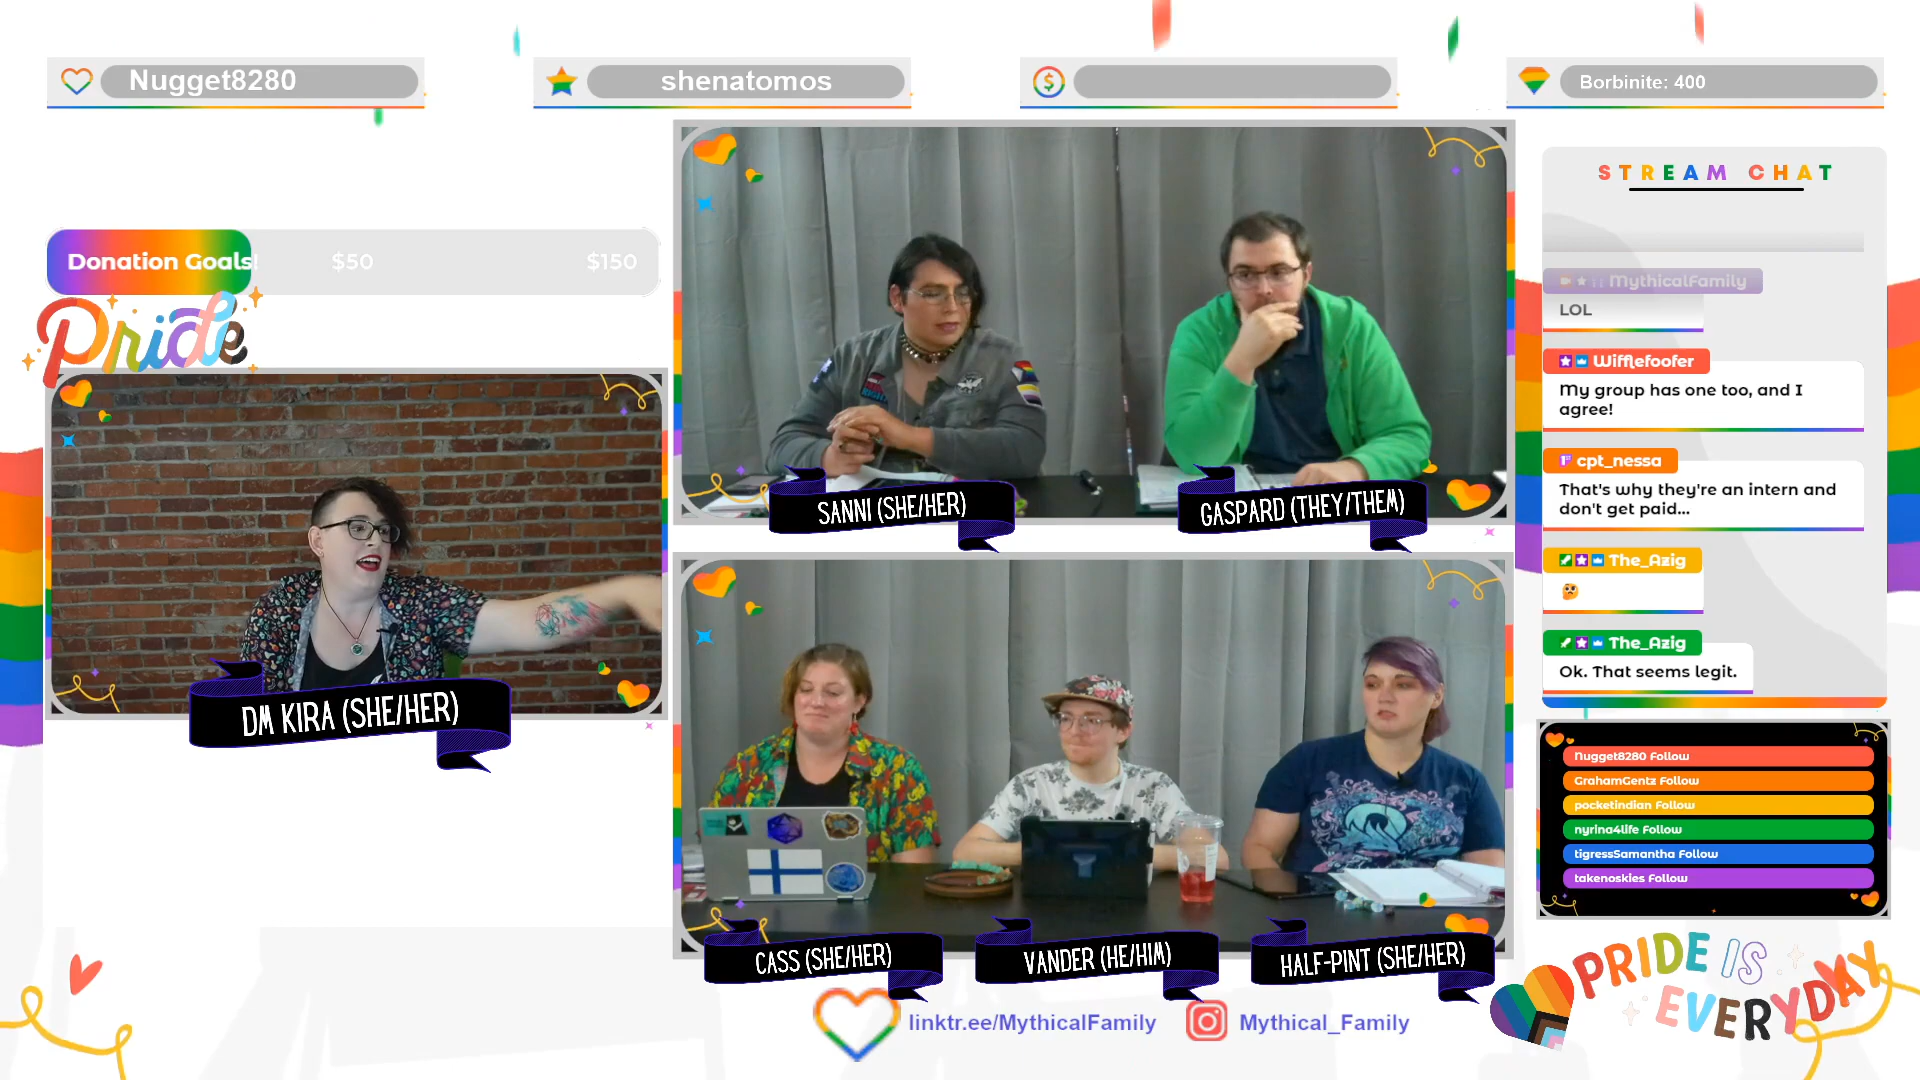 Nugget8280
shenatomos
Borbinite: 400
Donation Goals!
$50
$150
Pride
DM KIRA (SHE/HER)
SANNI (SHE/HER)
GASPARD (THEY/THEM)
CASS (SHE/HER)
VANDER (HE/HIM)
HALF-PINT (SHE/HER)
linktr.ee/MythicalFamily
Mythical_Family
STREAM CHAT
MythicalFamily
LOL
Wifflefoofer
My group has one too, and I
agree!
cpt_nessa
That's why they're an intern and
don't get paid...
The_Azig
The_Azig
Ok. That seems legit.
Nugget8280 Follow
GrahamGentz Follow
pocketindian Follow
nyrina4life Follow
tigressSamantha Follow
takenoskies Follow
PRIDE IS
EVERYDAY